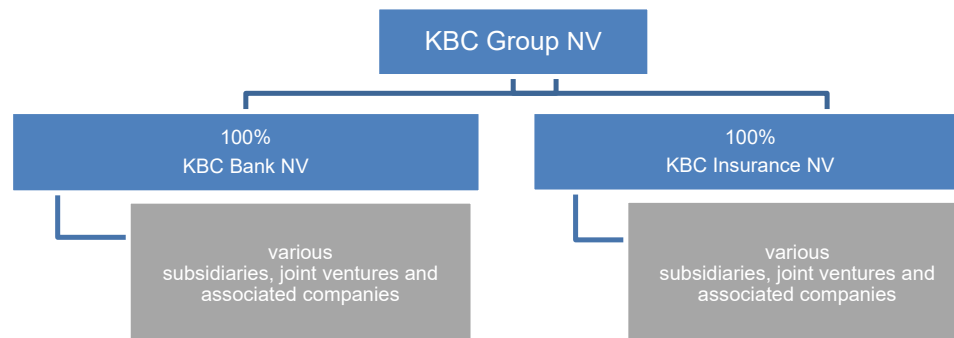 KBC Group NV
100%
KBC Bank NV
100%
KBC Insurance NV
various
subsidiaries, joint ventures and
associated companies
various
subsidiaries, joint ventures and
associated companies